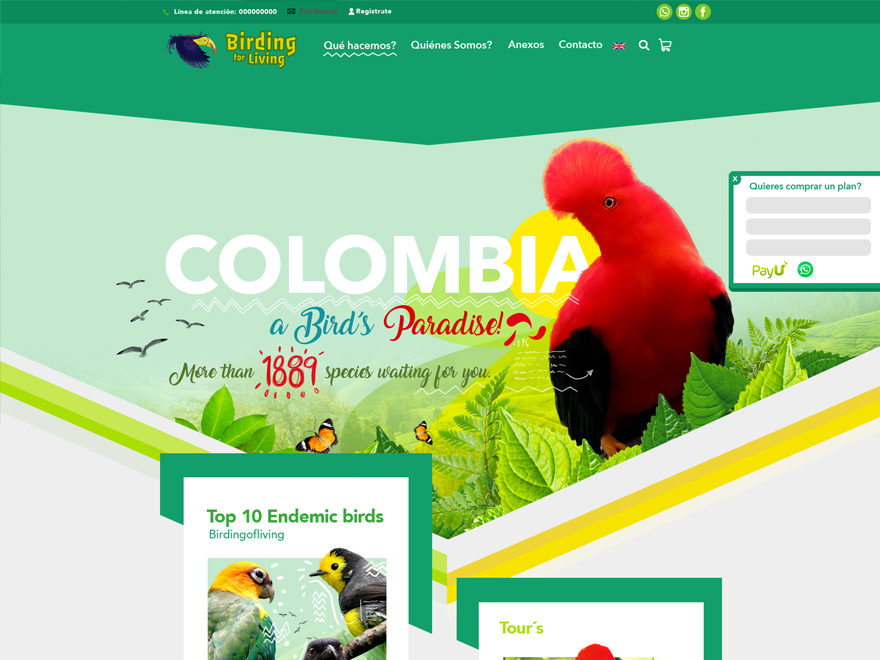 Línea de atención: 000000000
Escríbenos!
Registrate
Birding
for Living
Qué hacemos?
Quiénes Somos?
Anexos
Contacto
x
Quieres comprar un plan?
PayU
COLOMBIA
a Bird´s Paradise!
More than 1889 species waiting for you.
Top 10 Endemic birds
Birdingofliving
Tour´s